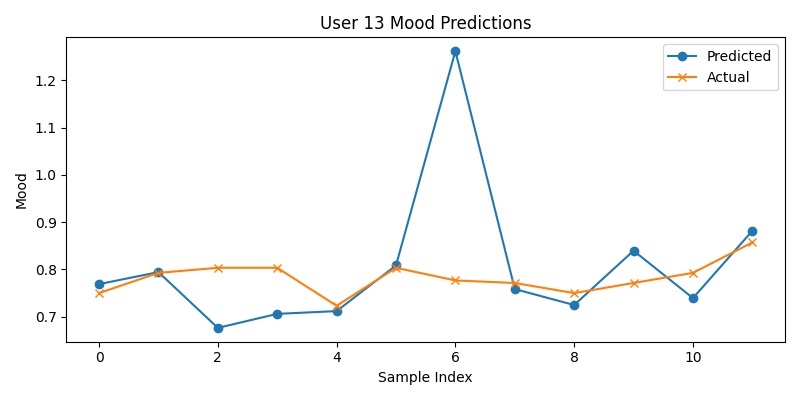 User 13 Mood Predictions
Predicted
Actual
Mood
1.2
1.1
1.0
0.9
0.8
0.7
0 2 4 6 8 10
Sample Index